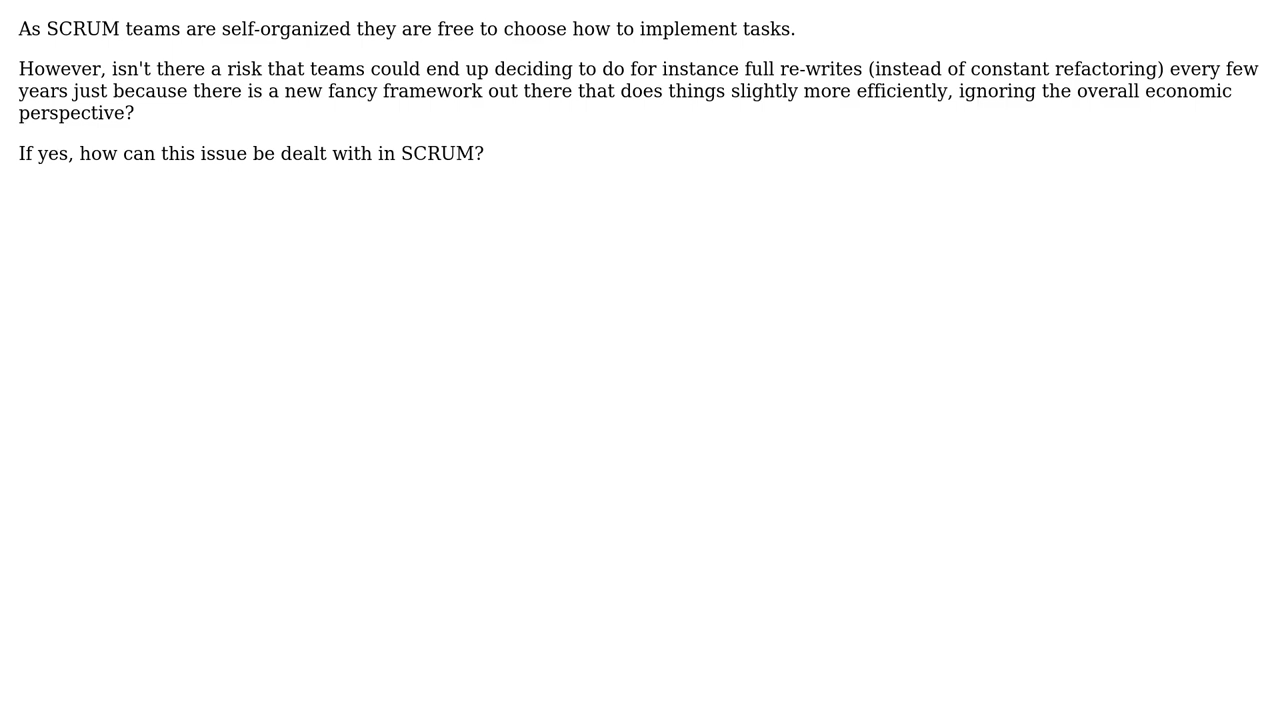 As SCRUM teams are self-organized they are free to choose how to implement tasks.
However, isn't there a risk that teams could end up deciding to do for instance full re-writes (instead of constant refactoring) every few
years just because there is a new fancy framework out there that does things slightly more efficiently, ignoring the overall economic
perspective?
If yes, how can this issue be dealt with in SCRUM?